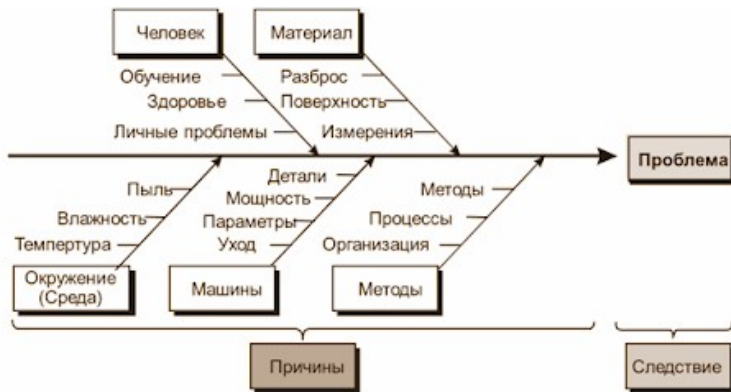 Человек
Материал
Обучение
Здоровье
Личные проблемы
Разброс
Поверхность
Измерения
Проблема
Пыль
Влажность
Темпертура
Детали
Мощность
Параметры
Уход
Методы
Процессы
Организация
Окружение
(Среда)
Машины
Методы
Причины
Следствие